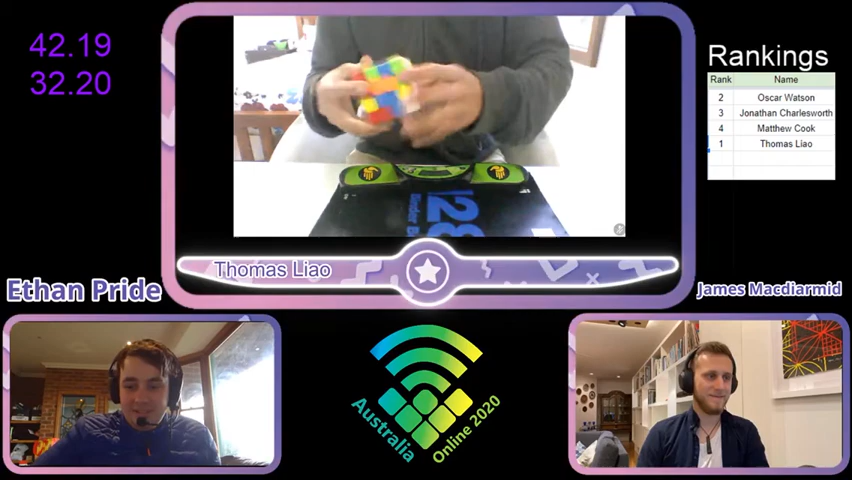 42.19
32.20
Rankings
Rank Name
2 Oscar Watson
3 Jonathan Charlesworth
4 Matthew Cook
1 Thomas Liao
28
Thomas Liao
Ethan Pride
James Macdiarmid
Australia
Online 2020